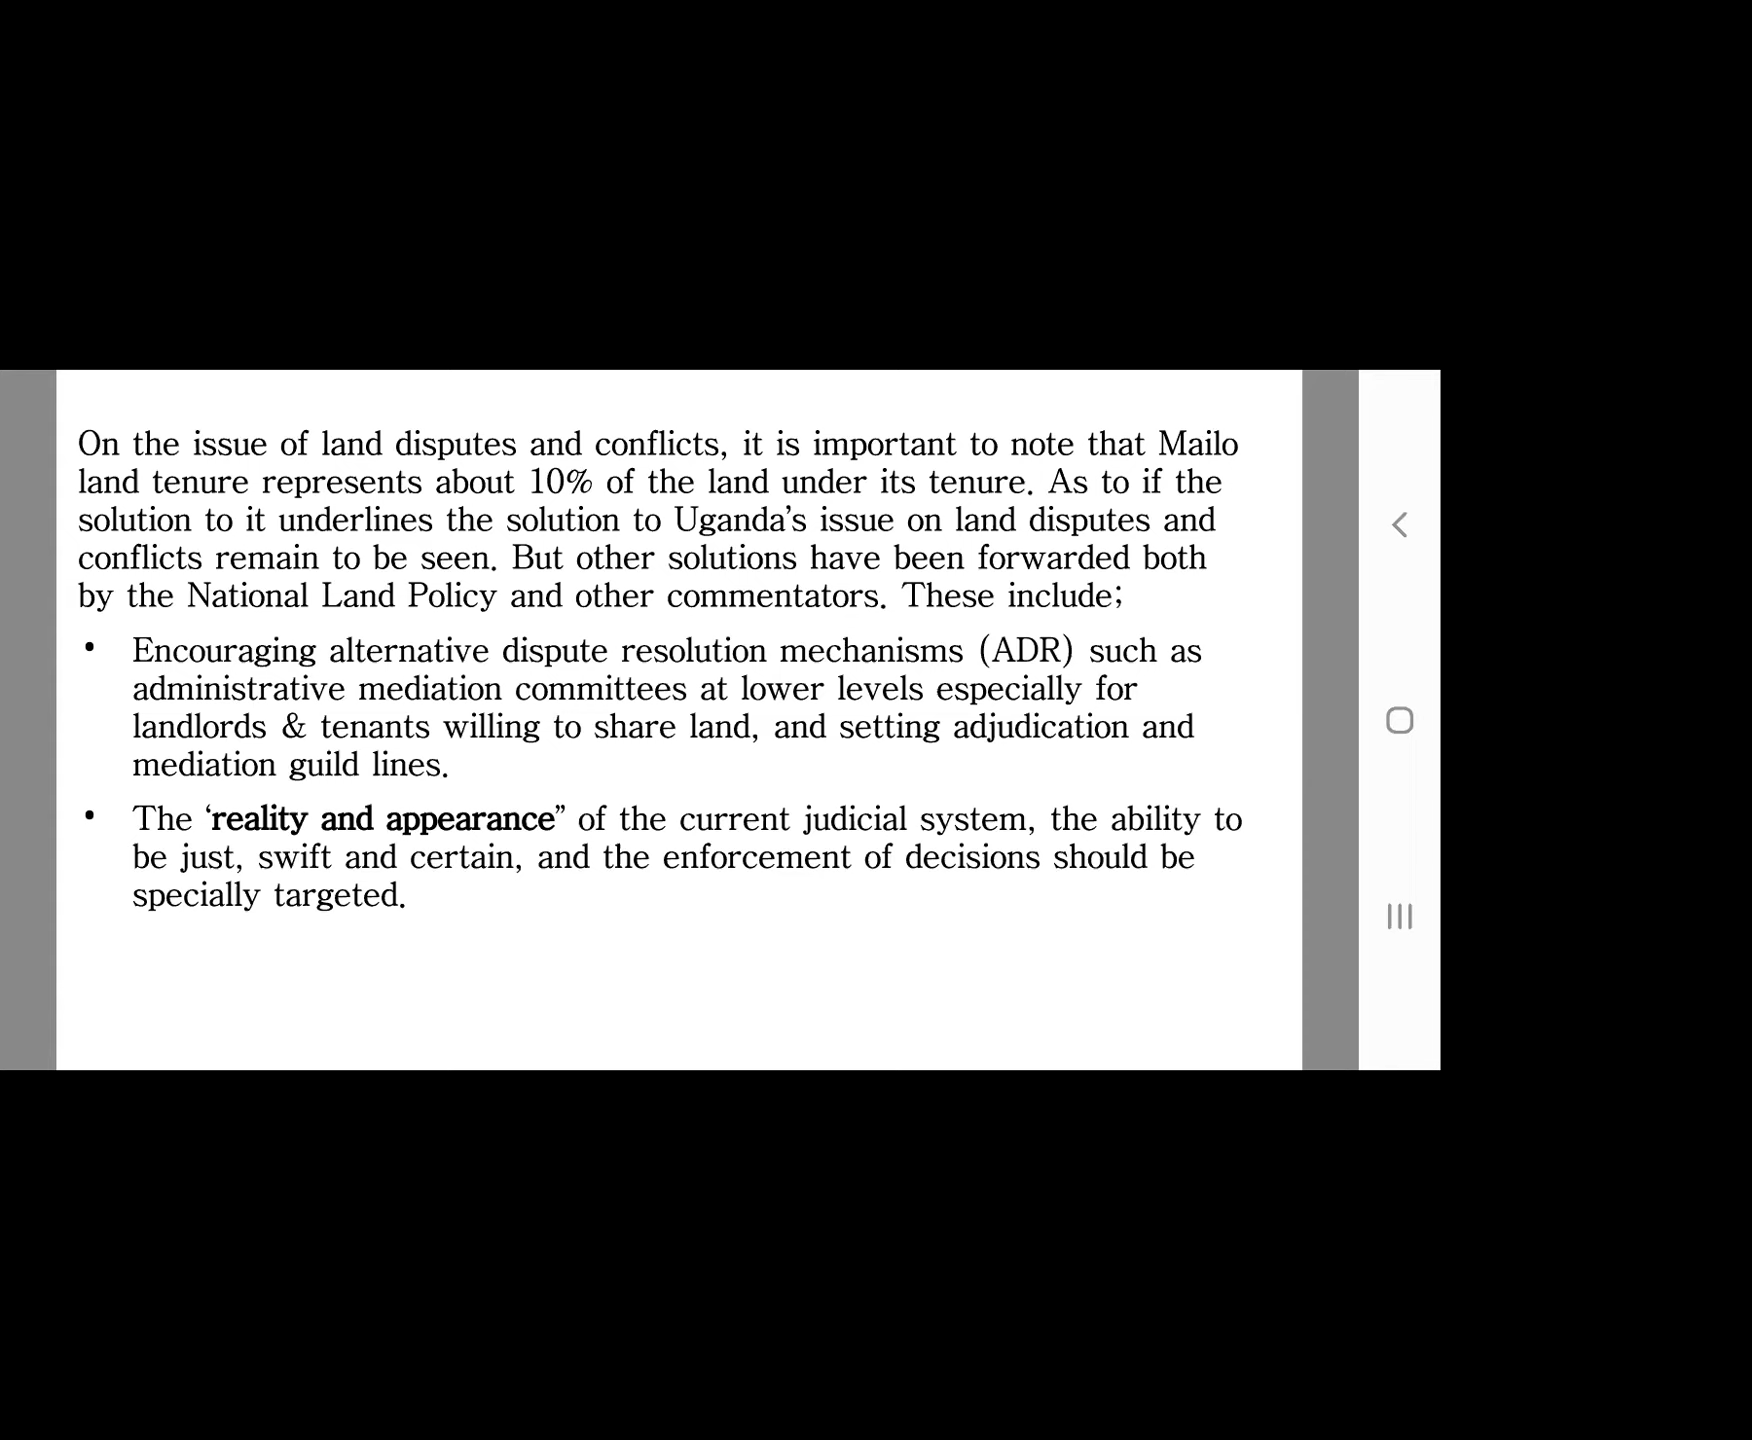 On the issue of land disputes and conflicts, it is important to note that Mailo
land tenure represents about 10% of the land under its tenure. As to if the
solution to it underlines the solution to Uganda’s issue on land disputes and
conflicts remain to be seen. But other solutions have been forwarded both
by the National Land Policy and other commentators. These include;
• Encouraging alternative dispute resolution mechanisms (ADR) such as
administrative mediation committees at lower levels especially for
landlords & tenants willing to share land, and setting adjudication and
mediation guild lines.
• The ‘reality and appearance” of the current judicial system, the ability to
be just, swift and certain, and the enforcement of decisions should be
specially targeted.